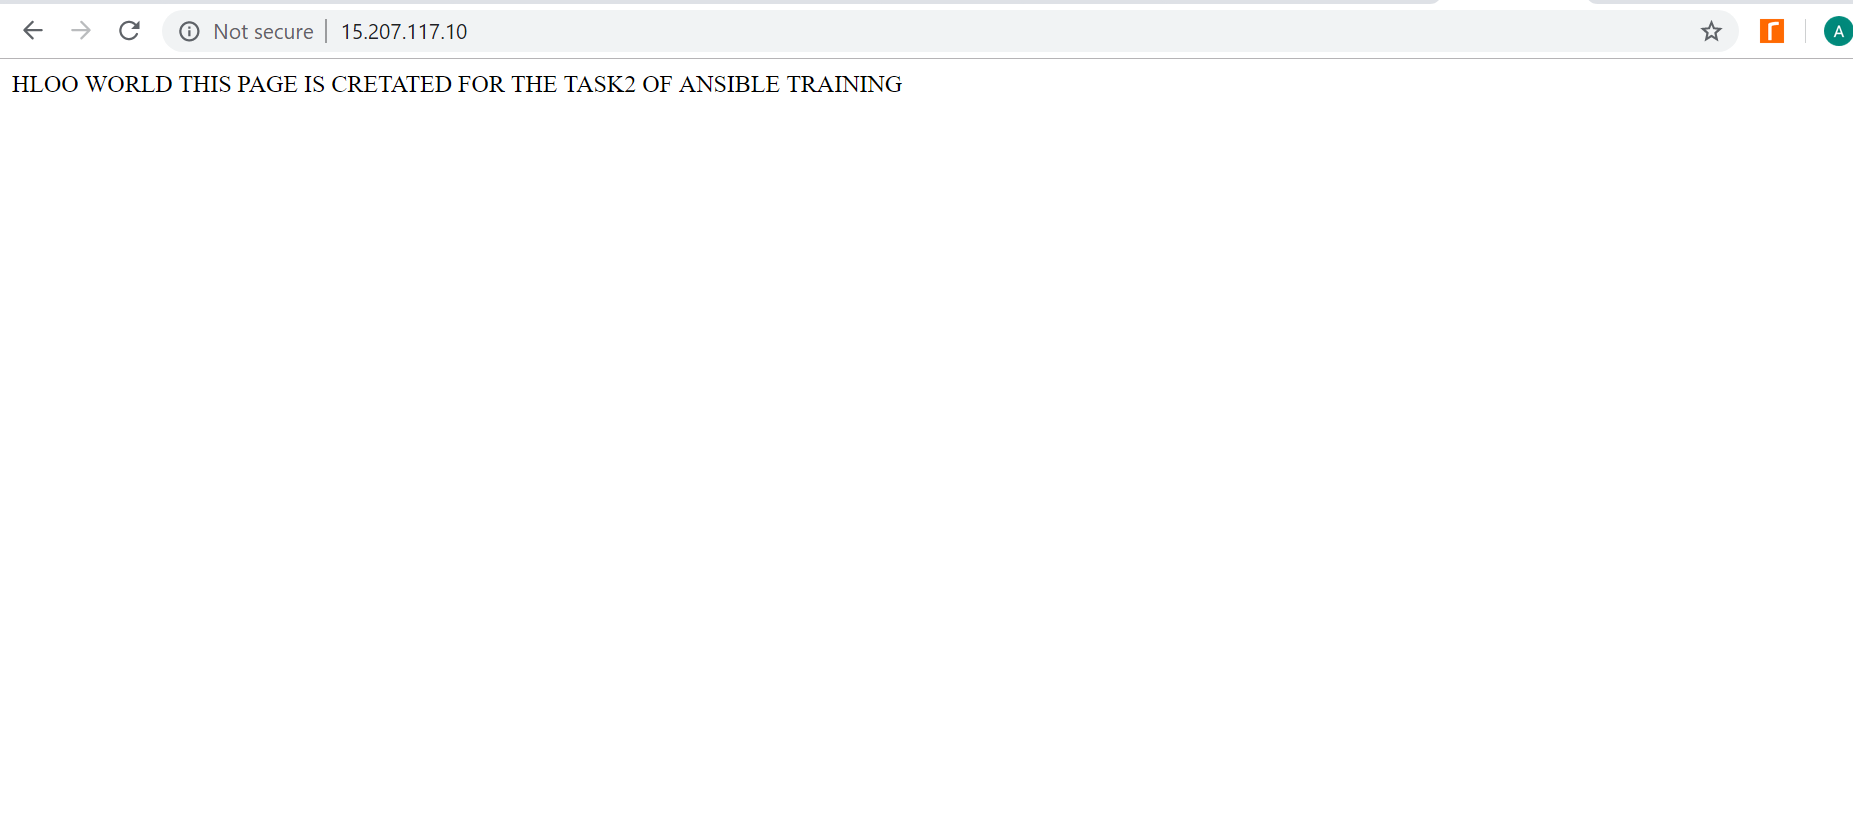 Not secure | 15.207.117.10
A
HLOO WORLD THIS PAGE IS CRETATED FOR THE TASK2 OF ANSIBLE TRAINING